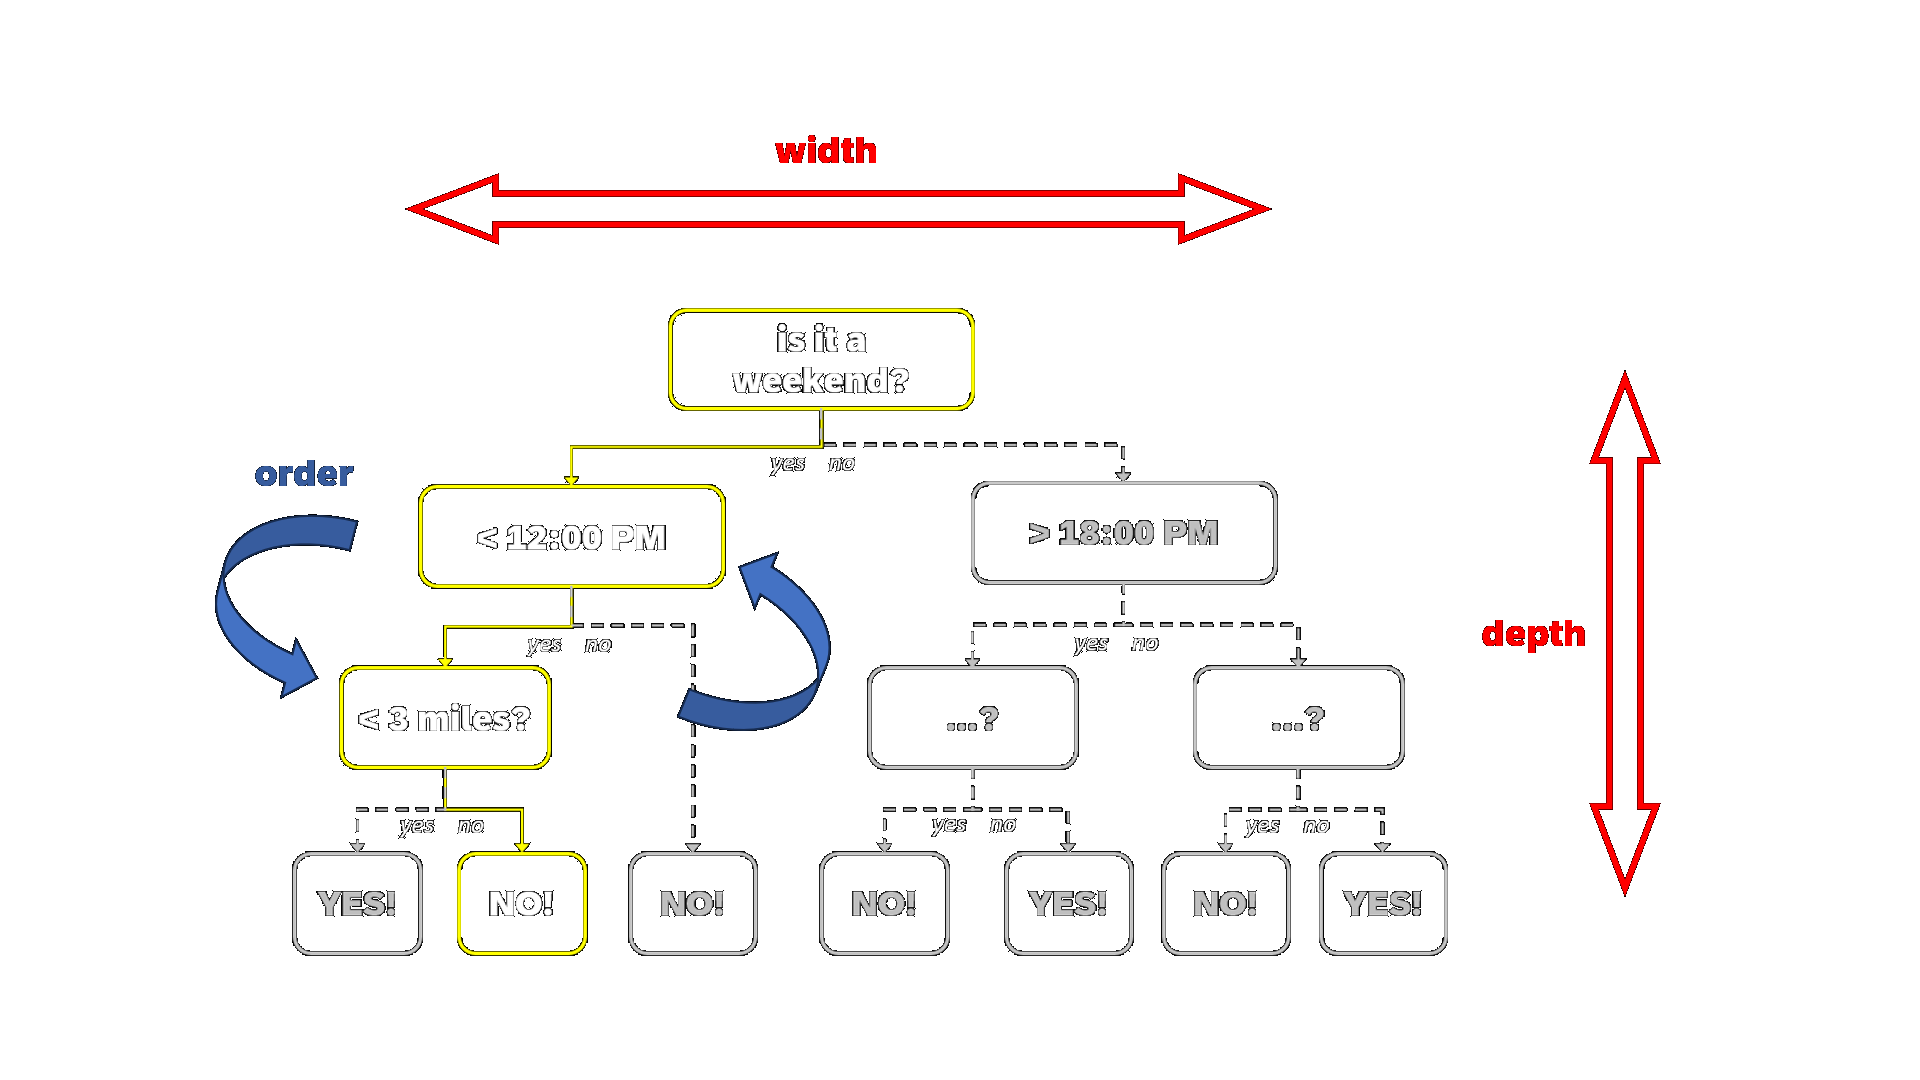 width
is it a
weekend?
yes no
order
< 12:00 PM
> 18:00 PM
yes no
yes no
depth
< 3 miles?
...?
...?
yes no
yes no
yes no
YES!
NO!
NO!
NO!
YES!
NO!
YES!